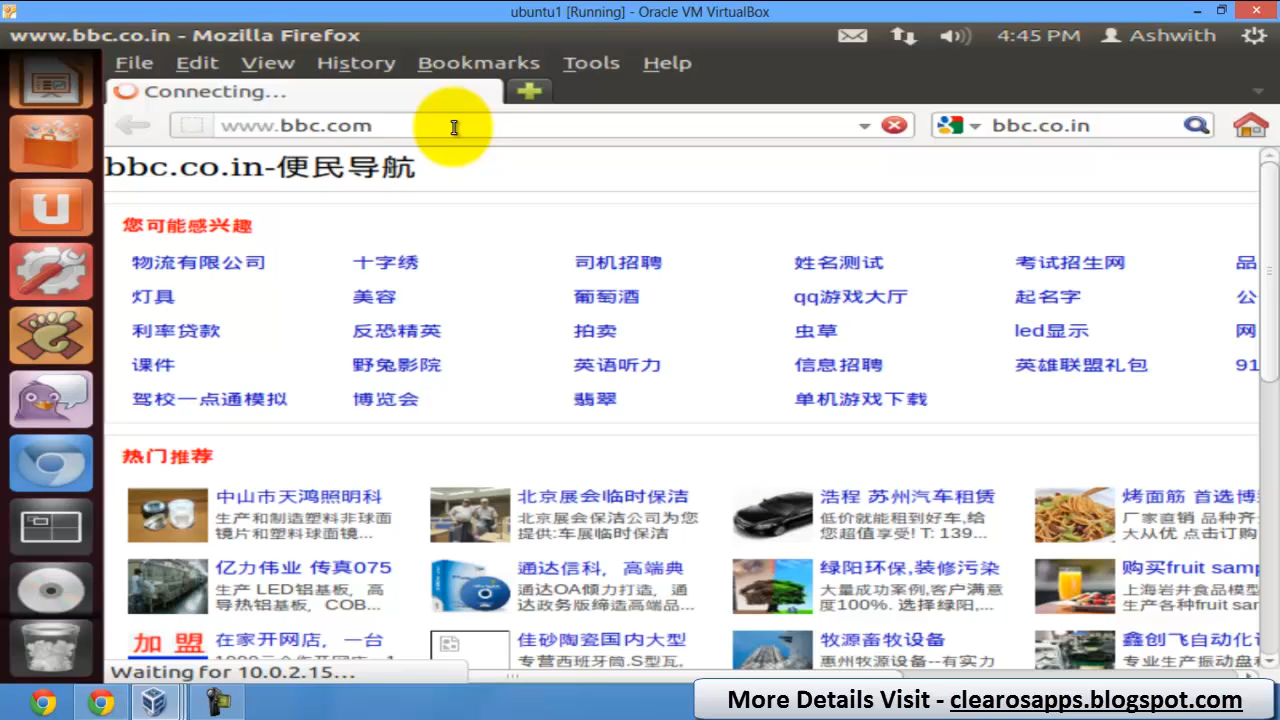 ubuntu1 [Running] - Oracle VM VirtualBox
www.bbc.co.in - Mozilla Firefox 4:45 PM Ashwith
File Edit View History Bookmarks Tools Help
Connecting...
www.bbc.com bbc.co.in
bbc.co.in-便民导航
您可能感兴趣
物流有限公司 十字绣 司机招聘 姓名测试 考试招生网 品
灯具 美容 葡萄酒 qq游戏大厅 起名字 公
利率贷款 反恐精英 拍卖 虫草 led显示 网
课件 野兔影院 英语听力 信息招聘 英雄联盟礼包 91
驾校一点通模拟 博览会 翡翠 单机游戏下载
热门推荐
中山市天鸿照明科 北京展会临时保洁 浩程 苏州汽车租赁 烤面筋 首选博
生产和制造塑料非球面 北京展会保洁公司为您 低价就能租到好车,给 厂家直销 品种齐
镜片和塑料球面镜... 提供:车展临时保洁 您超值享受! T: 139... 大从优 点击订购
亿力伟业 传真075 通达信科，高端典 绿阳环保,装修污染 购买fruit samp
生产 LED铝基板，高 通达OA倾力打造，通 大量成功案例,客户满意 上海岩食品模型
导热铝基板，COB... 达政务版缔造高端品... 度100%. 选择绿阳,... 生产各种fruit sar
加盟 在家开网店，一台 佳砂陶瓷国内大型 牧源畜牧设备 鑫创飞自动化
专营西班牙筒.S型瓦, 惠州牧源设备--有实力 专业生产振动盘
Waiting for 10.0.2.15...
More Details Visit - clearosapps.blogspot.com